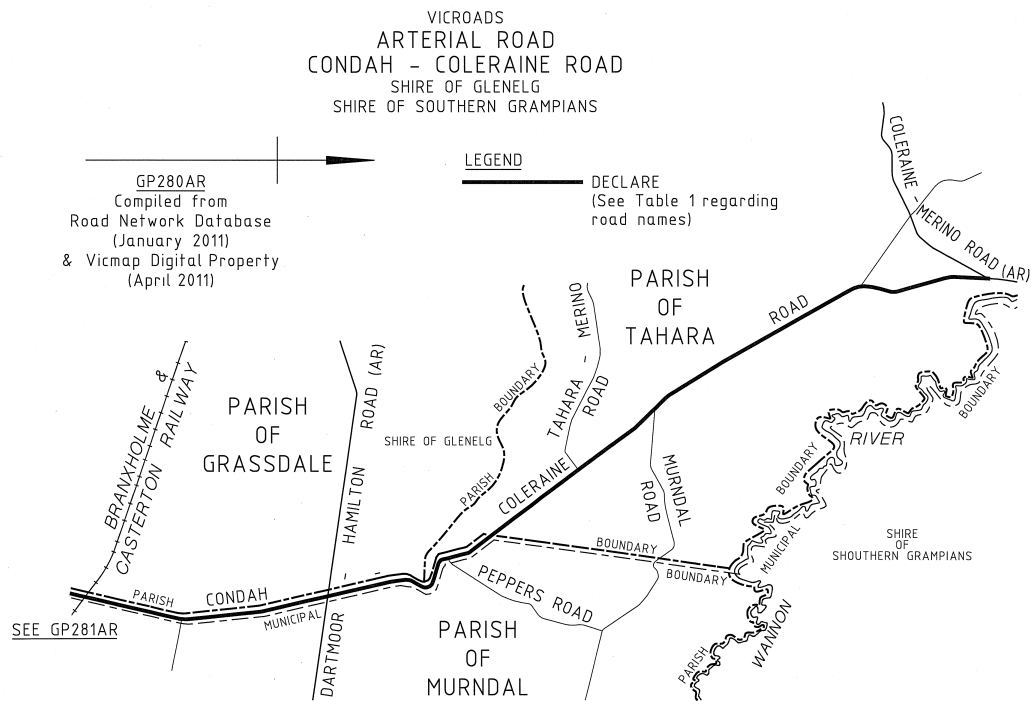 VICROADS
ARTERIAL ROAD
CONDAH - COLERAINE ROAD
SHIRE OF GLENELG
SHIRE OF SOUTHERN GRAMPIANS
GP280AR
Compiled from
Road Network Database
(January 2011)
& Vicmap Digital Property
(April 2011)
LEGEND
DECLARE
(See Table 1 regarding
road names)
COLERAINE - MERINO ROAD (AR)
PARISH
OF
TAHARA
ROAD
BRANXHOLME &
CASTERTON RAILWAY
PARISH
OF
GRASSDALE
DARTMOOR - HAMILTON ROAD (AR)
SHIRE OF GLENELG
PARISH BOUNDARY
TAHARA - MERINO
ROAD
COLERAINE
MURNDAL
ROAD
BOUNDARY
BOUNDARY
PEPPERS ROAD
PARISH
CONDAH
MUNICIPAL
SEE GP281AR
PARISH
OF
MURNDAL
BOUNDARY
RIVER
BOUNDARY
MUNICIPAL
SHIRE
OF
SHOUTHERN GRAMPIANS
WANNON
PARISH